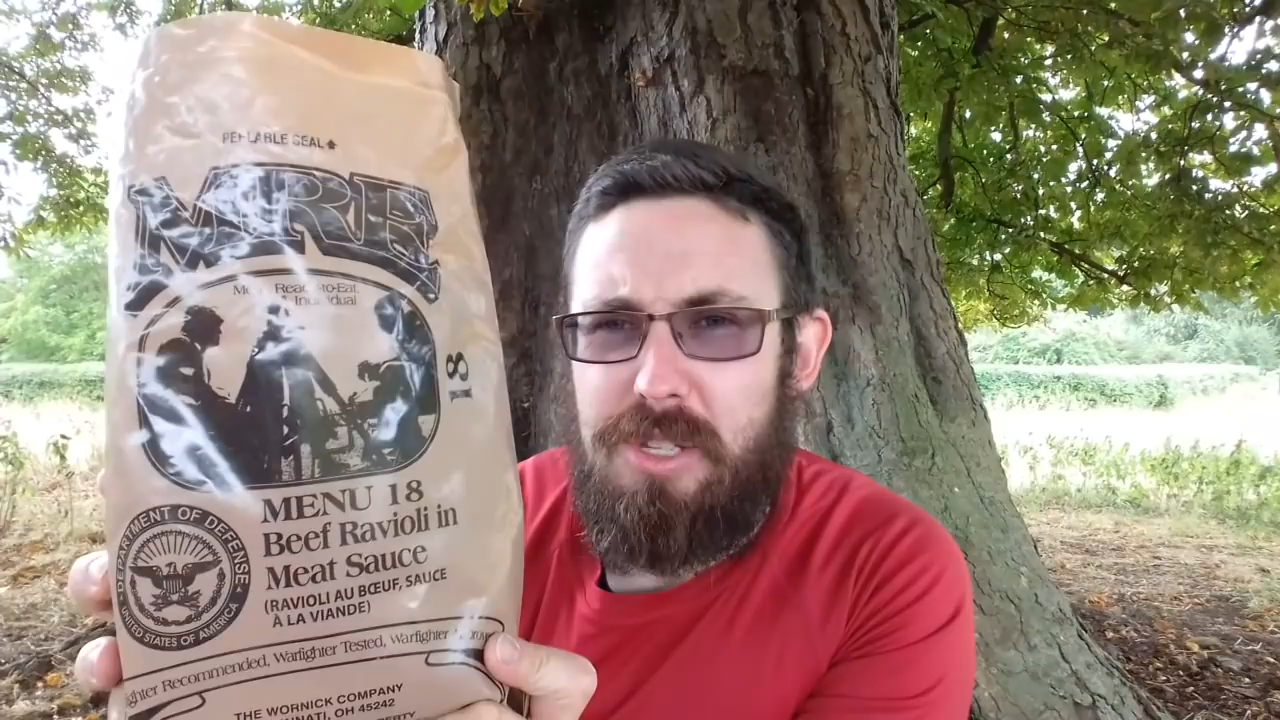 PEELABLE SEAL
MRE
Meal, Ready-to-Eat,
Individual
18
DEPARTMENT OF DEFENSE
UNITED STATES OF AMERICA
MENU 18
Beef Ravioli in
Meat Sauce
(RAVIOLI AU BŒUF, SAUCE
À LA VIANDE)
Recommended, Warfighter Tested, Warfighter
THE WORNICK COMPANY
OH 45242